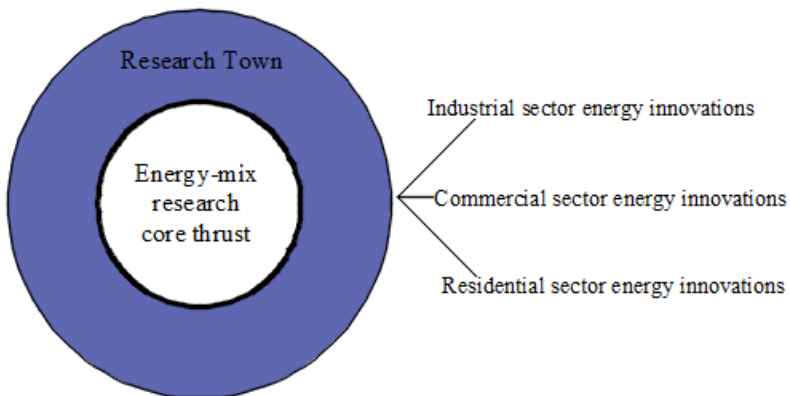 Research Town
Energy-mix
research
core thrust
Industrial sector energy innovations
Commercial sector energy innovations
Residential sector energy innovations